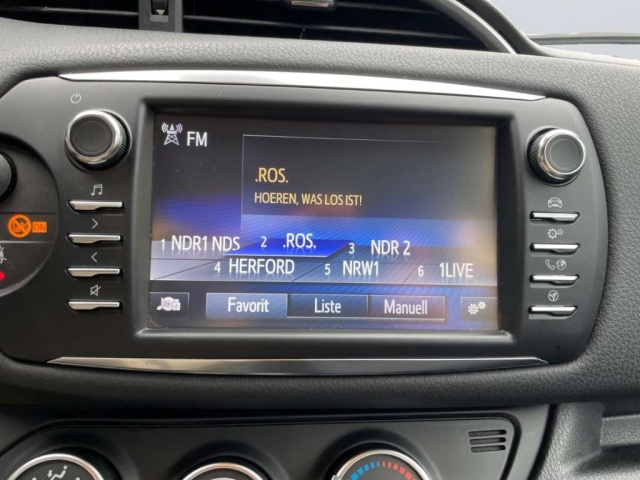 FM
.ROS.
HOEREN, WAS LOS IST!
1 NDR1 NDS 2 .ROS. 3 NDR 2
4 HERFORD 5 NRW1 6 1LIVE
ON
Favorit Liste Manuell